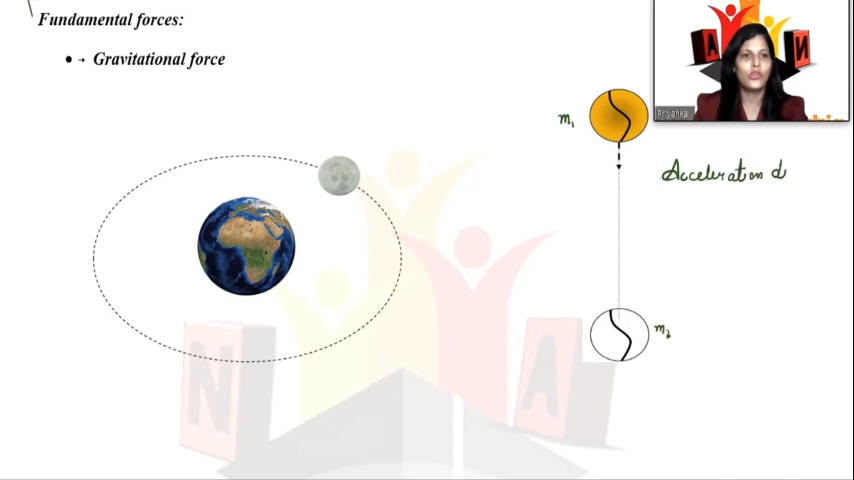 Fundamental forces:
• → Gravitational force
m₁
Acceleration d
m₂
Priyanka
A N
N A